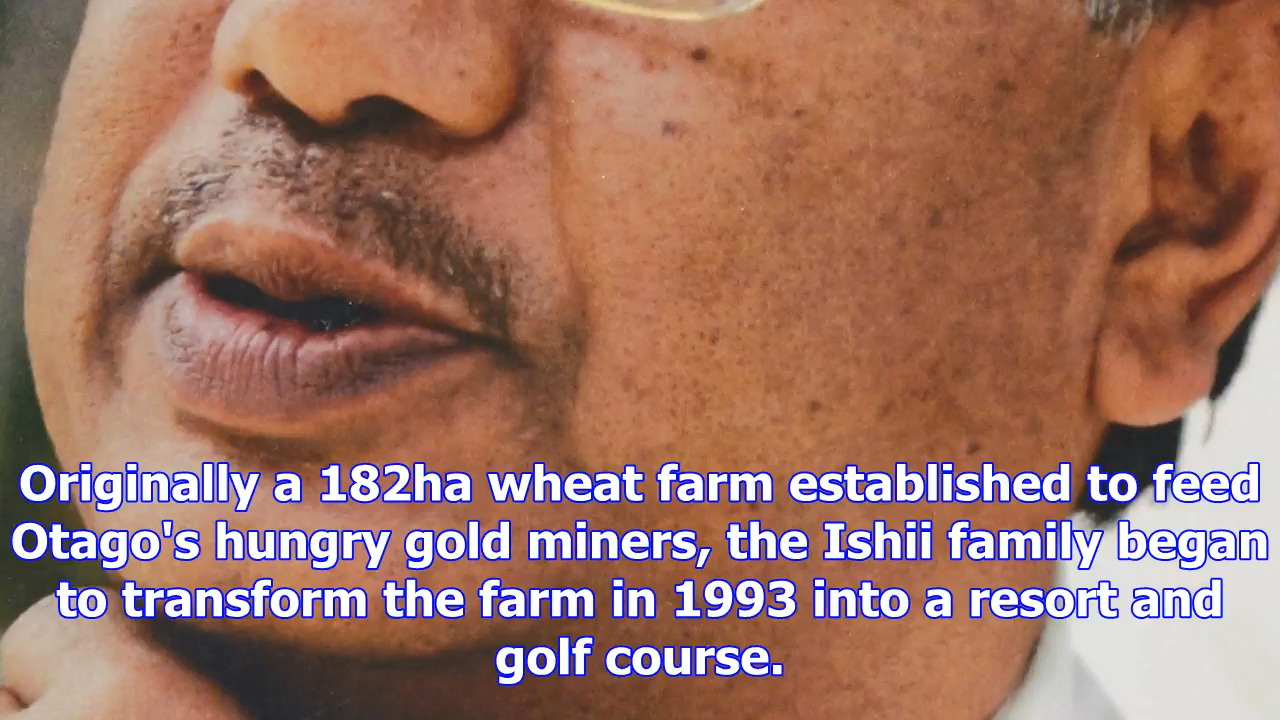 Originally a 182ha wheat farm established to feed
Otago's hungry gold miners, the Ishii family began
to transform the farm in 1993 into a resort and
golf course.